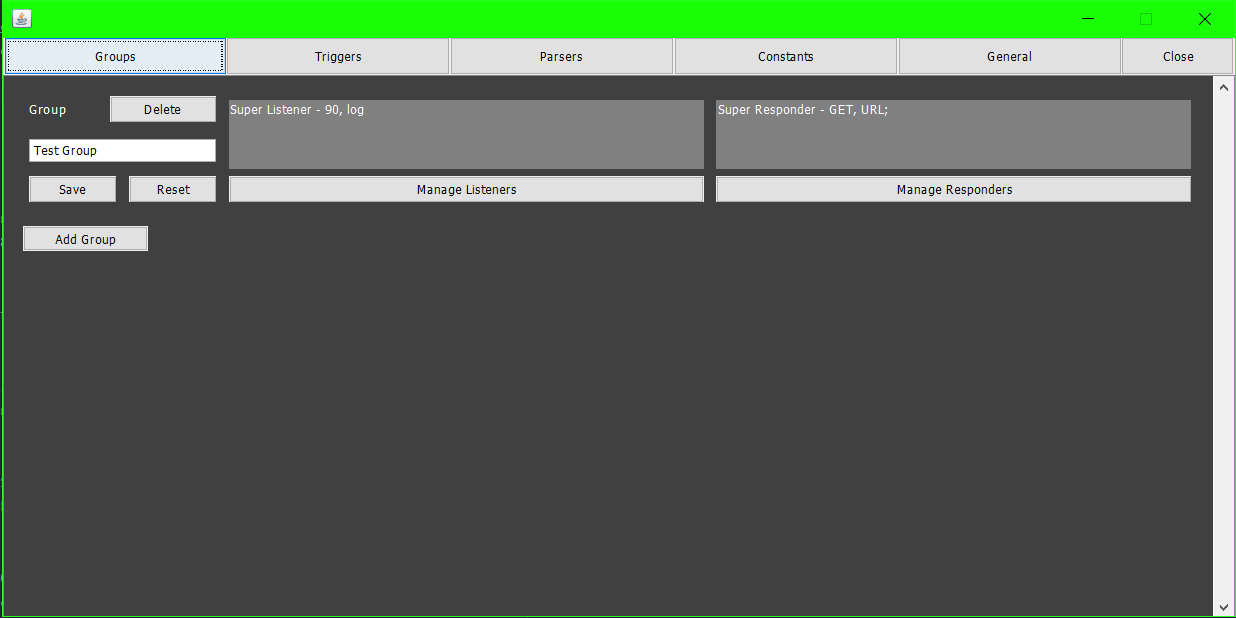 Groups Triggers Parsers Constants General Close
Group Delete Super Listener - 90, log Super Responder - GET, URL;
Test Group
Save Reset Manage Listeners Manage Responders
Add Group